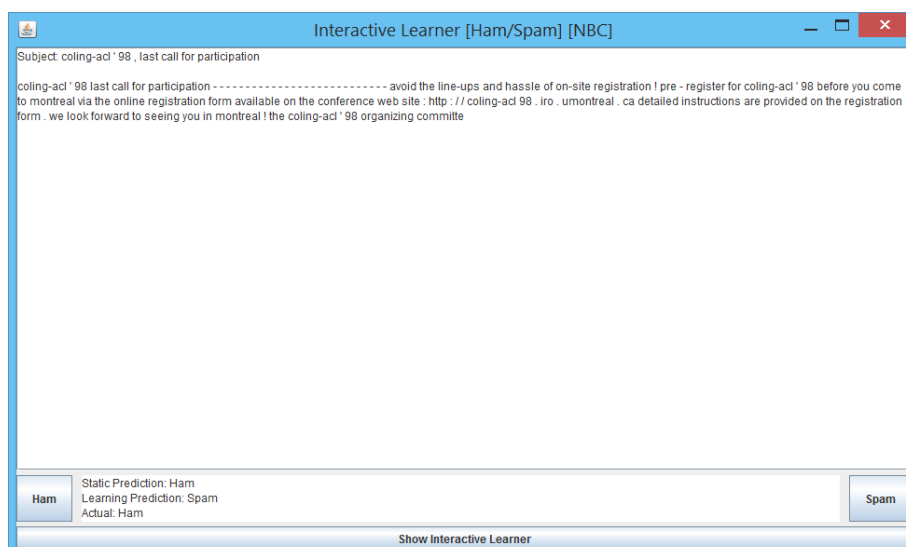 Interactive Learner [Ham/Spam] [NBC]
Subject: coling-acl ' 98 , last call for participation
coling-acl ' 98 last call for participation - - - - - - - - - - - - - - - - - - - - - - - - - - - avoid the line-ups and hassle of on-site registration ! pre - register for coling-acl ' 98 before you come
to montreal via the online registration form available on the conference web site : http : / / coling-acl 98 . iro . umontreal . ca detailed instructions are provided on the registration
form . we look forward to seeing you in montreal ! the coling-acl ' 98 organizing committe
Ham
Static Prediction: Ham
Learning Prediction: Spam
Actual: Ham
Spam
Show Interactive Learner